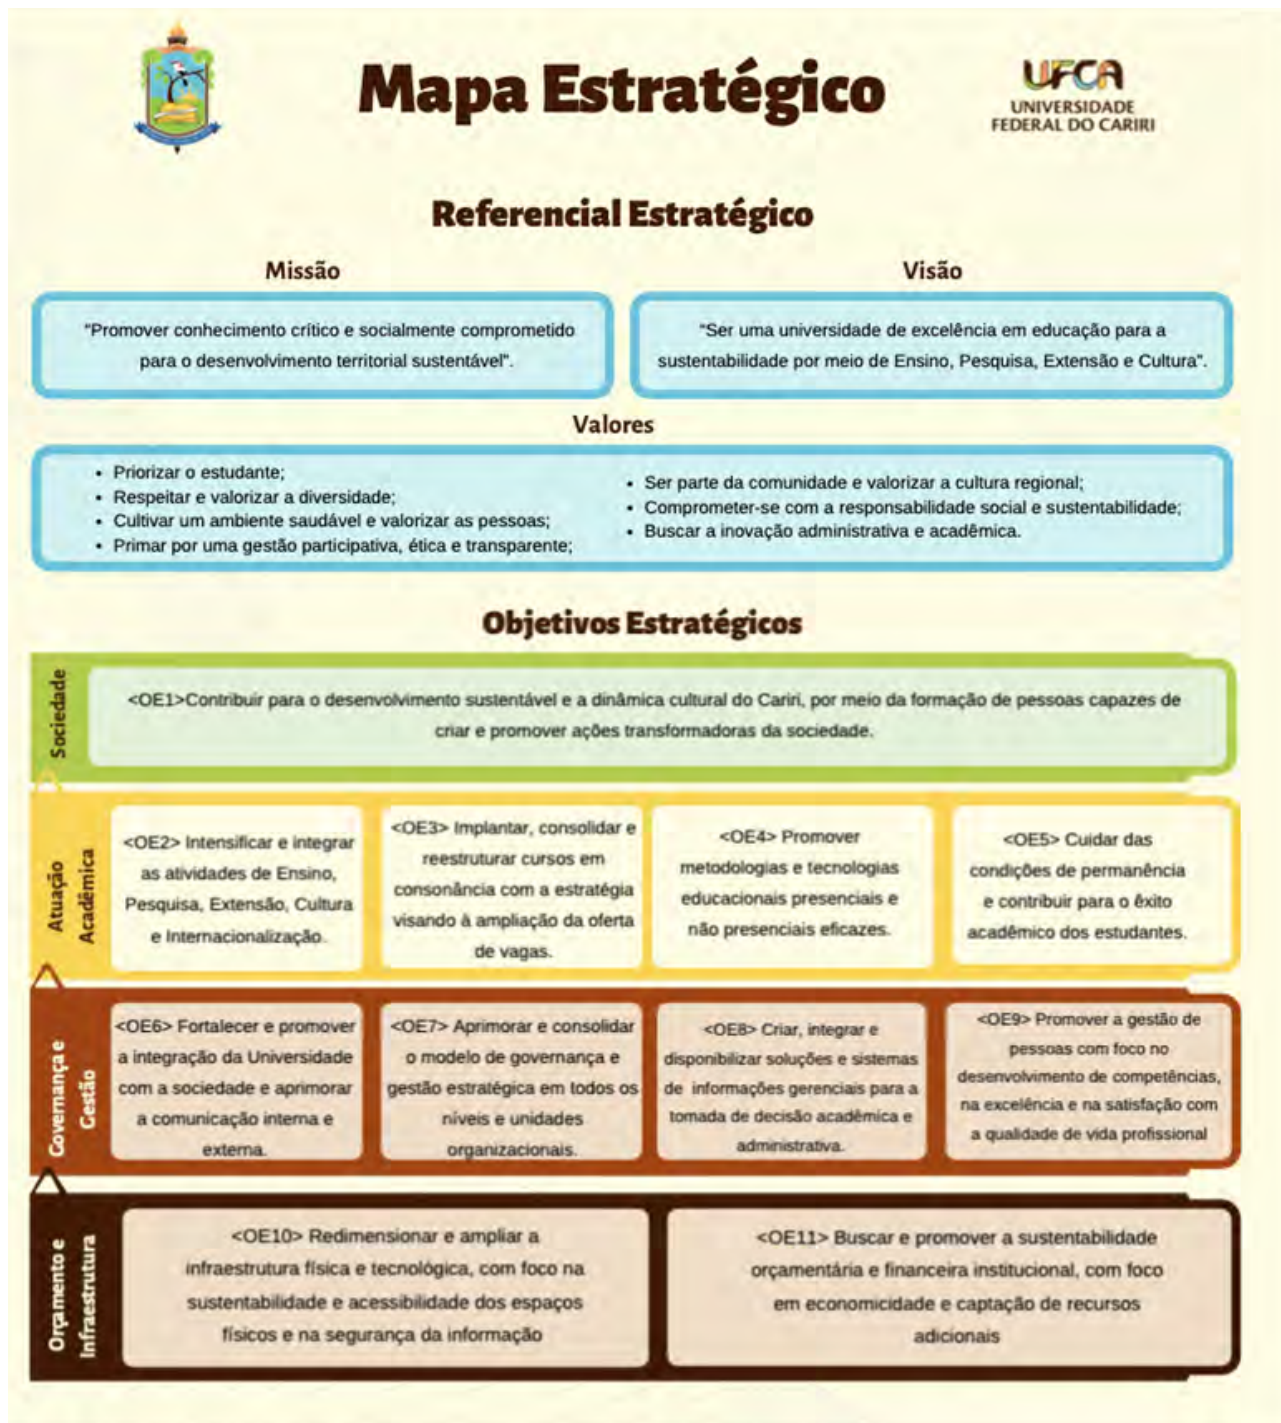 Mapa Estratégico
UFCA
UNIVERSIDADE
FEDERAL DO CARIRI
Referencial Estratégico
Missão
"Promover conhecimento crítico e socialmente comprometido
para o desenvolvimento territorial sustentável".
Visão
"Ser uma universidade de excelência em educação para a
sustentabilidade por meio de Ensino, Pesquisa, Extensão e Cultura".
Valores
• Priorizar o estudante;
• Respeitar e valorizar a diversidade;
• Cultivar um ambiente saudável e valorizar as pessoas;
• Primar por uma gestão participativa, ética e transparente;
• Ser parte da comunidade e valorizar a cultura regional;
• Comprometer-se com a responsabilidade social e sustentabilidade;
• Buscar a inovação administrativa e acadêmica.
Objetivos Estratégicos
Sociedade
<OE1>Contribuir para o desenvolvimento sustentável e a dinâmica cultural do Cariri, por meio da formação de pessoas capazes de
criar e promover ações transformadoras da sociedade.
Atuação
Acadêmica
<OE2> Intensificar e integrar
as atividades de Ensino,
Pesquisa, Extensão, Cultura
e Internacionalização.
<OE3> Implantar, consolidar e
reestruturar cursos em
consonância com a estratégia
visando à ampliação da oferta
de vagas.
<OE4> Promover
metodologias e tecnologias
educacionais presenciais e
não presenciais eficazes.
<OE5> Cuidar das
condições de permanência
e contribuir para o êxito
acadêmico dos estudantes.
Governança e
Gestão
<OE6> Fortalecer e promover
a integração da Universidade
com a sociedade e aprimorar
a comunicação interna e
externa.
<OE7> Aprimorar e consolidar
o modelo de governança e
gestão estratégica em todos os
níveis e unidades
organizacionais.
<OE8> Criar, integrar e
disponibilizar soluções e sistemas
de informações gerenciais para a
tomada de decisão acadêmica e
administrativa.
<OE9> Promover a gestão de
pessoas com foco no
desenvolvimento de competências,
na excelência e na satisfação com
a qualidade de vida profissional
Orçamento e
Infraestrutura
<OE10> Redimensionar e ampliar a
infraestrutura física e tecnológica, com foco na
sustentabilidade e acessibilidade dos espaços
físicos e na segurança da informação
<OE11> Buscar e promover a sustentabilidade
orçamentária e financeira institucional, com foco
em economicidade e captação de recursos
adicionais